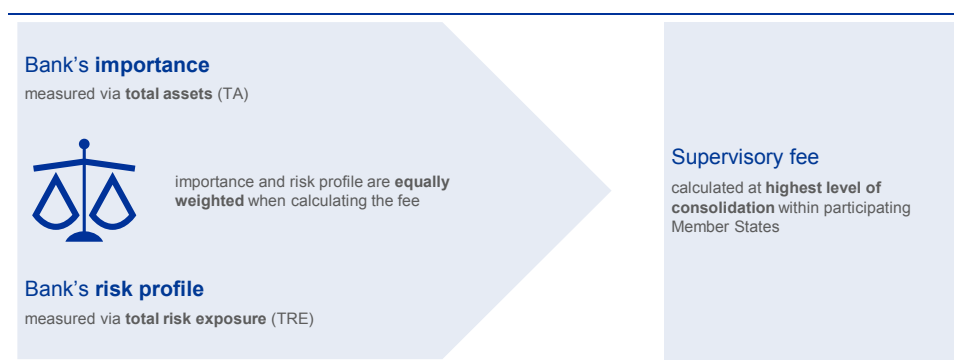 Bank's importance
measured via total assets (TA)
importance and risk profile are equally
weighted when calculating the fee
Bank's risk profile
measured via total risk exposure (TRE)
Supervisory fee
calculated at highest level of
consolidation within participating
Member States